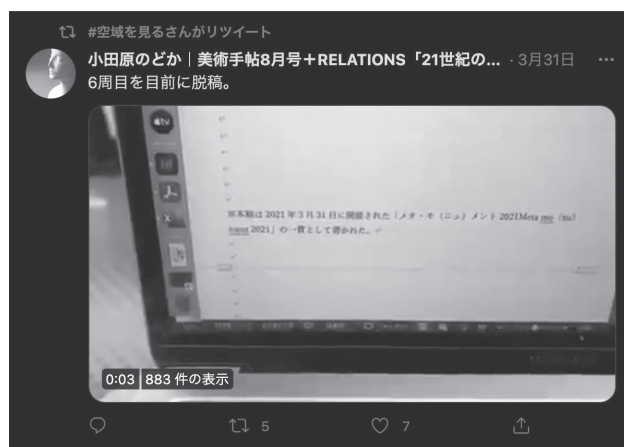 #空域を見るさんがリツイート
小田原のどか｜美術手帖8月号＋RELATIONS「21世紀の... · 3月31日
6周目を目前に脱稿。
tv
※本稿は 2021 年 3 月 31 日に開催された〈メタ・モ（ニュ）メント 2021Meta mo（nu）
ment 2021」の一貫として書かれた。
0:03
883 件の表示
5
7